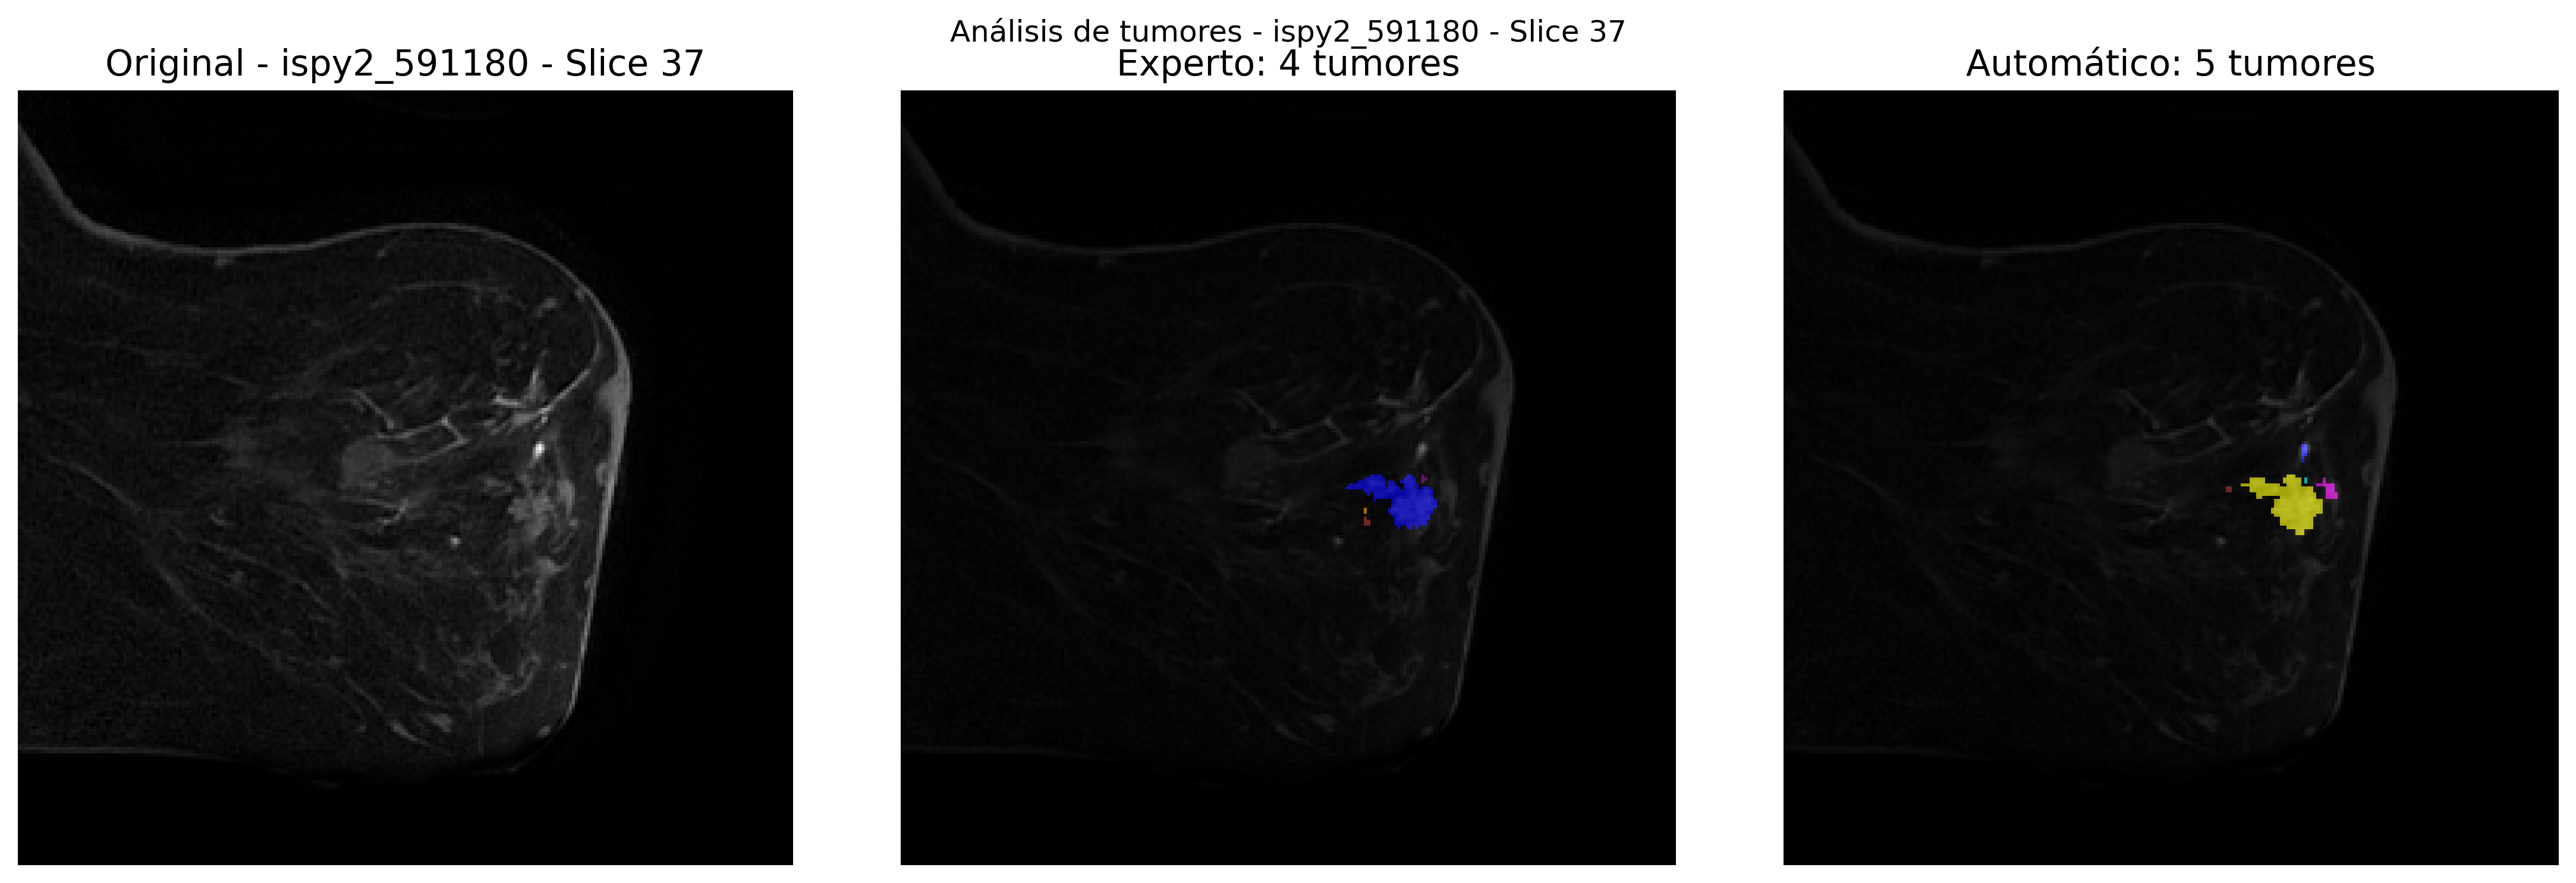 Análisis de tumores - ispy2_591180 - Slice 37
Original - ispy2_591180 - Slice 37
Experto: 4 tumores
Automático: 5 tumores